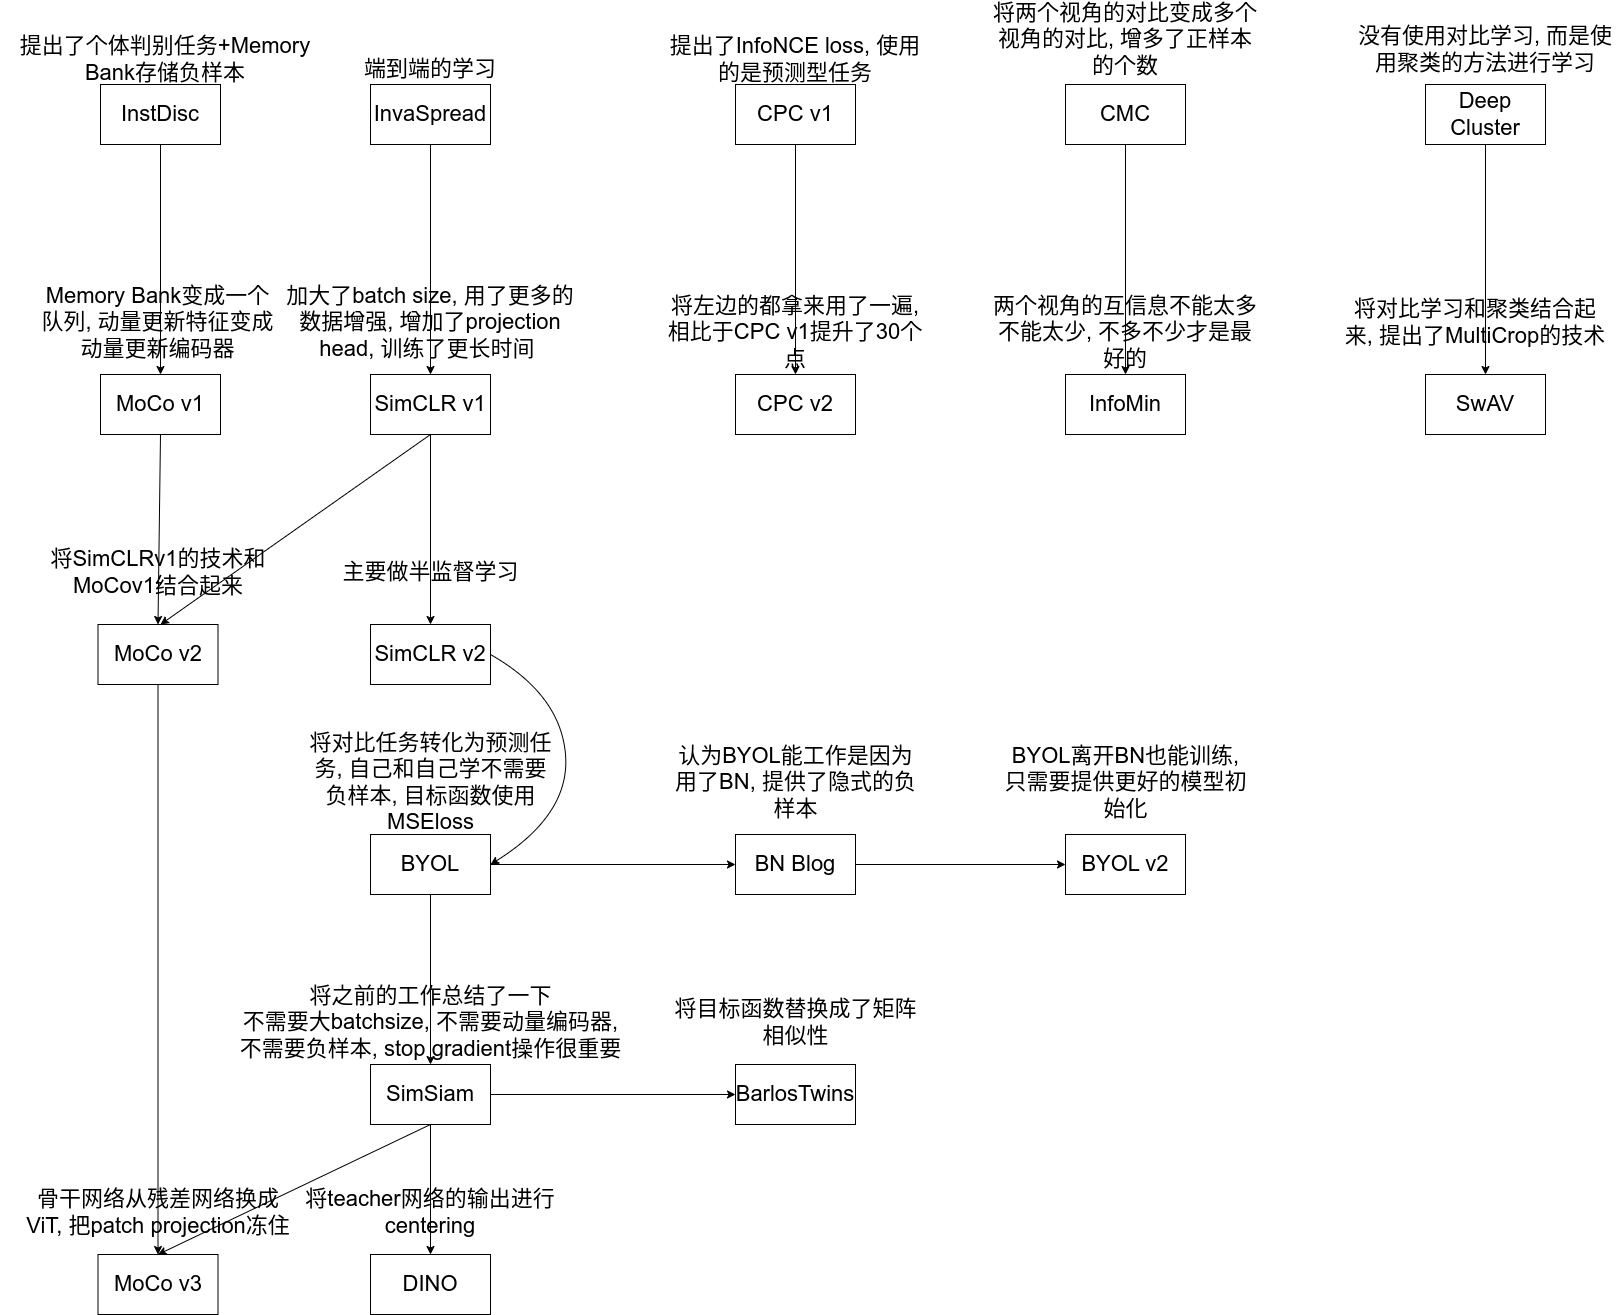 提出了个体判别任务+Memory
Bank存储负样本
InstDisc
端到端的学习
InvaSpread
提出了InfoNCE loss, 使用
的是预测型任务
CPC v1
将两个视角的对比变成多个
视角的对比, 增多了正样本
的个数
CMC
没有使用对比学习, 而是使
用聚类的方法进行学习
Deep
Cluster
Memory Bank变成一个
队列, 动量更新特征变成
动量更新编码器
MoCo v1
加大了batch size, 用了更多的
数据增强, 增加了projection
head, 训练了更长时间
SimCLR v1
将左边的都拿来用了一遍,
相比于CPC v1提升了30个
点
CPC v2
两个视角的互信息不能太多
不能太少, 不多不少才是最
好的
InfoMin
将对比学习和聚类结合起
来, 提出了MultiCrop的技术
SwAV
将SimCLRv1的技术和
MoCov1结合起来
MoCo v2
主要做半监督学习
SimCLR v2
将对比任务转化为预测任
务, 自己和自己学不需要
负样本, 目标函数使用
MSEloss
BYOL
认为BYOL能工作是因为
用了BN, 提供了隐式的负
样本
BN Blog
BYOL离开BN也能训练,
只需要提供更好的模型初
始化
BYOL v2
将之前的工作总结了一下
不需要大batchsize, 不需要动量编码器,
不需要负样本, stop gradient操作很重要
SimSiam
将目标函数替换成了矩阵
相似性
BarlosTwins
骨干网络从残差网络换成
ViT, 把patch projection冻住
MoCo v3
将teacher网络的输出进行
centering
DINO